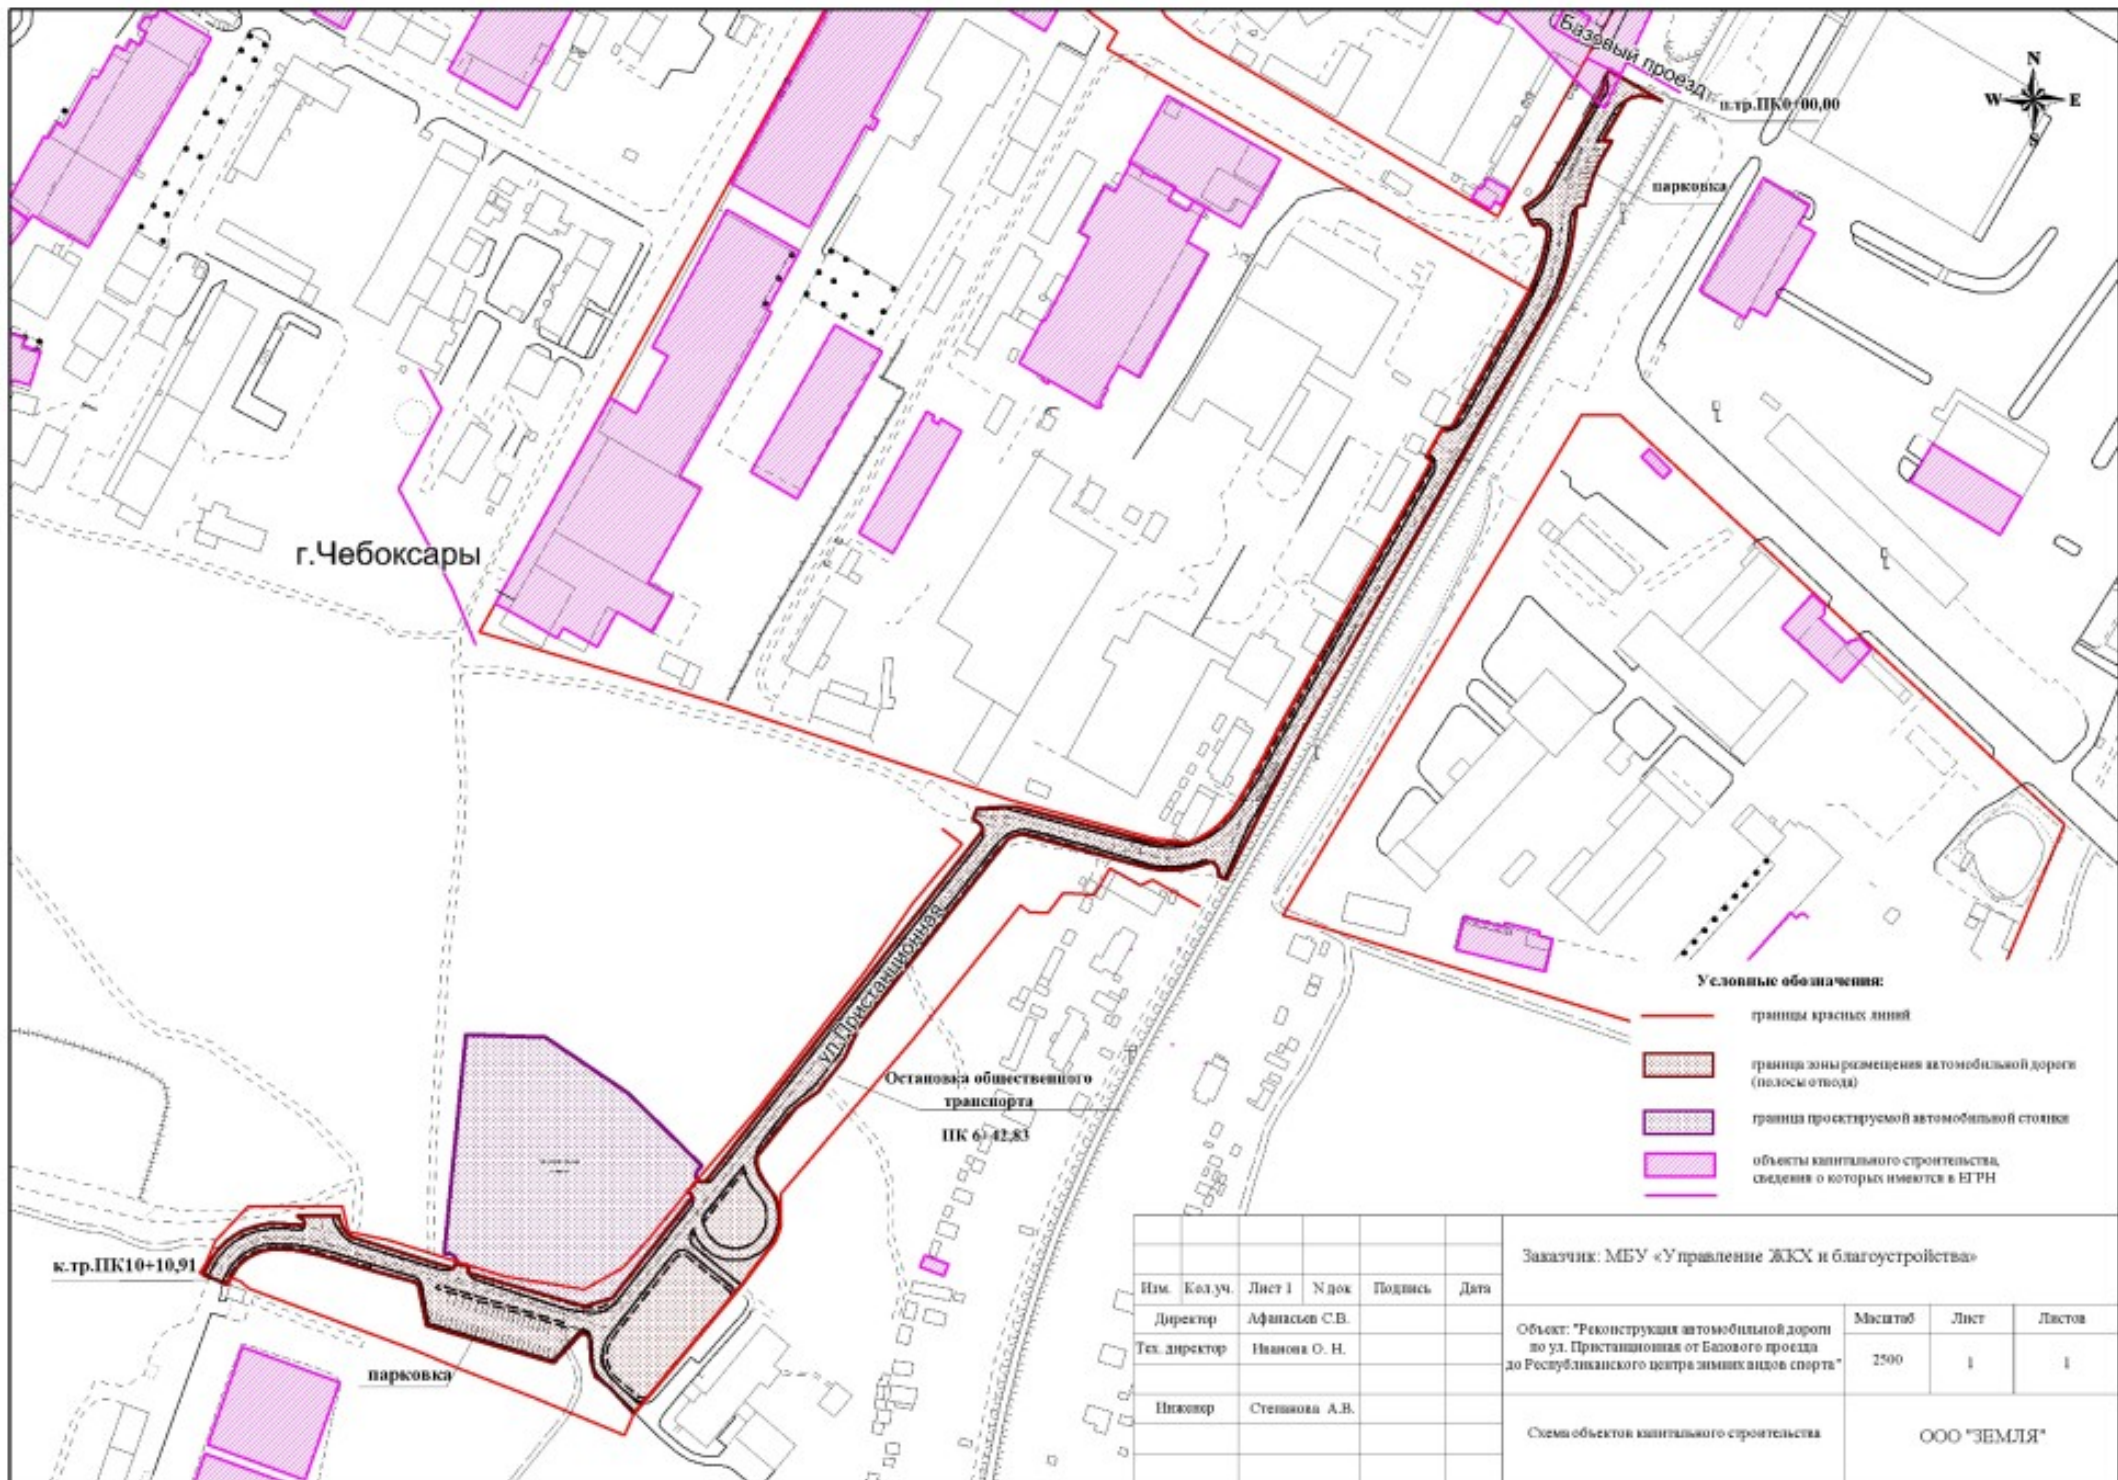 Базовый проезд
N
W E
S
п.тр.ПК0+00,00
парковка
г.Чебоксары
ул.Пристанционная
Остановка общественного
транспорта
ПК 6+42,83
к.тр.ПК10+10,91
парковка
Условные обозначения:
границы красных линий
граница зоны размещения автомобильной дороги
(полосы отвода)
граница проектируемой автомобильной стоянки
объекты капитального строительства,
сведения о которых имеются в ЕГРН
Заказчик: МБУ «Управление ЖКХ и благоустройства»
Изм. Кол.уч. Лист 1 N док Подпись Дата
Директор Афанасьев С.В.
Тех. директор Иванова О. Н.
Инженер Степанова А.В.
Объект: "Реконструкция автомобильной дороги
по ул. Пристанционная от Базового проезда
до Республиканского центра зимних видов спорта"
Масштаб Лист Листов
2500 1 1
Схема объектов капитального строительства
ООО "ЗЕМЛЯ"